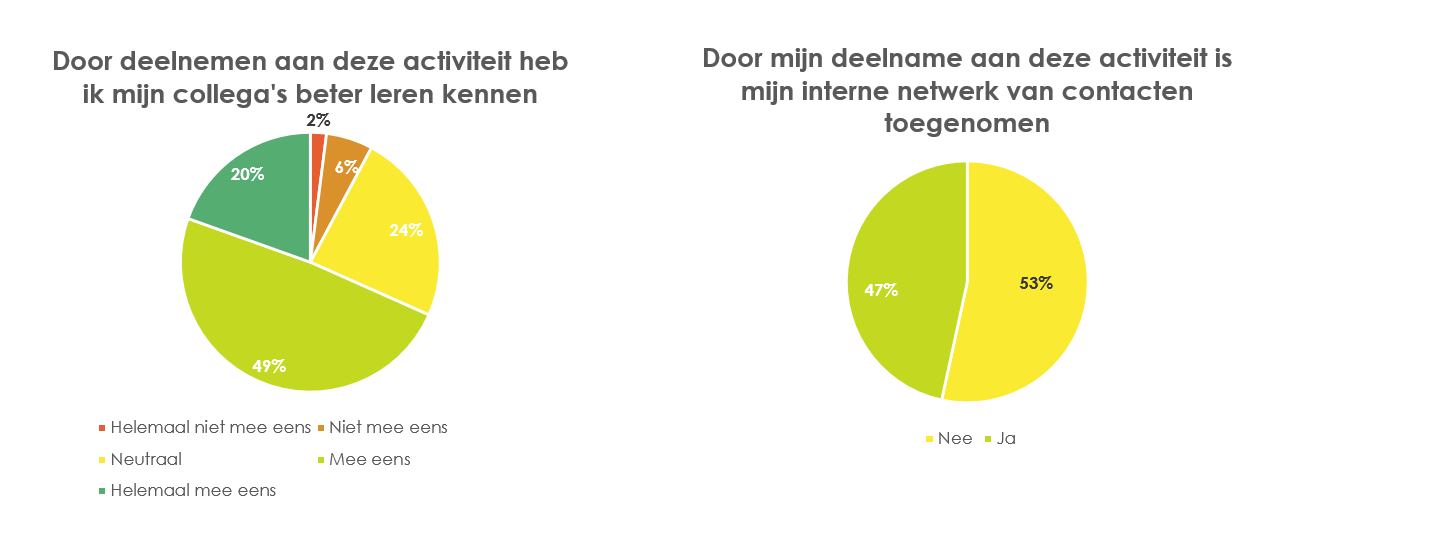 Door deelnemen aan deze activiteit heb
ik mijn collega's beter leren kennen
2%
6%
20%
24%
49%
Helemaal niet mee eens
Niet mee eens
Neutraal
Mee eens
Helemaal mee eens
Door mijn deelname aan deze activiteit is
mijn interne netwerk van contacten
toegenomen
53%
47%
Nee
Ja